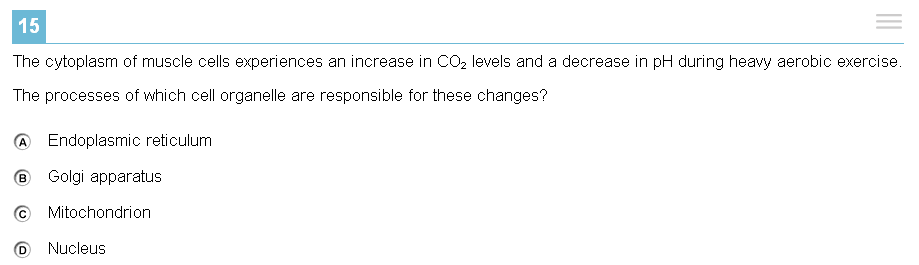 15
The cytoplasm of muscle cells experiences an increase in CO₂ levels and a decrease in pH during heavy aerobic exercise.
The processes of which cell organelle are responsible for these changes?
A Endoplasmic reticulum
B Golgi apparatus
C Mitochondrion
D Nucleus